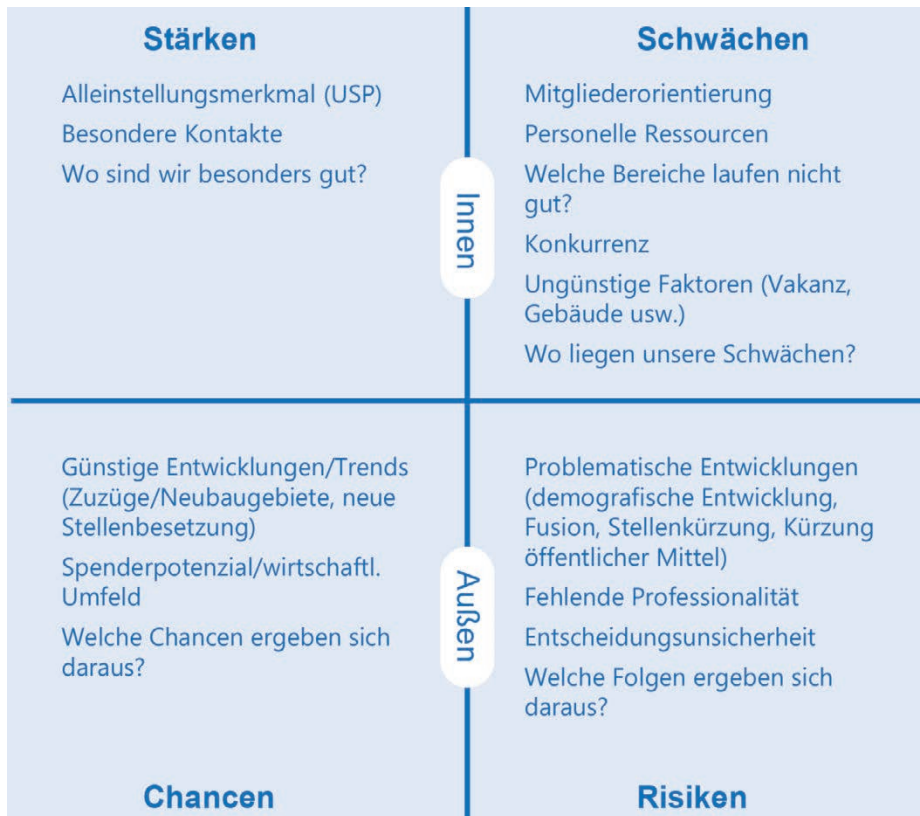 Stärken
Alleinstellungsmerkmal (USP)
Besondere Kontakte
Wo sind wir besonders gut?
Schwächen
Mitgliederorientierung
Personelle Ressourcen
Welche Bereiche laufen nicht
gut?
Konkurrenz
Ungünstige Faktoren (Vakanz,
Gebäude usw.)
Wo liegen unsere Schwächen?
Innen
Günstige Entwicklungen/Trends
(Zuzüge/Neubaugebiete, neue
Stellenbesetzung)
Spenderpotenzial/wirtschaftl.
Umfeld
Welche Chancen ergeben sich
daraus?
Chancen
Außen
Problematische Entwicklungen
(demografische Entwicklung,
Fusion, Stellenkürzung, Kürzung
öffentlicher Mittel)
Fehlende Professionalität
Entscheidungsunsicherheit
Welche Folgen ergeben sich
daraus?
Risiken